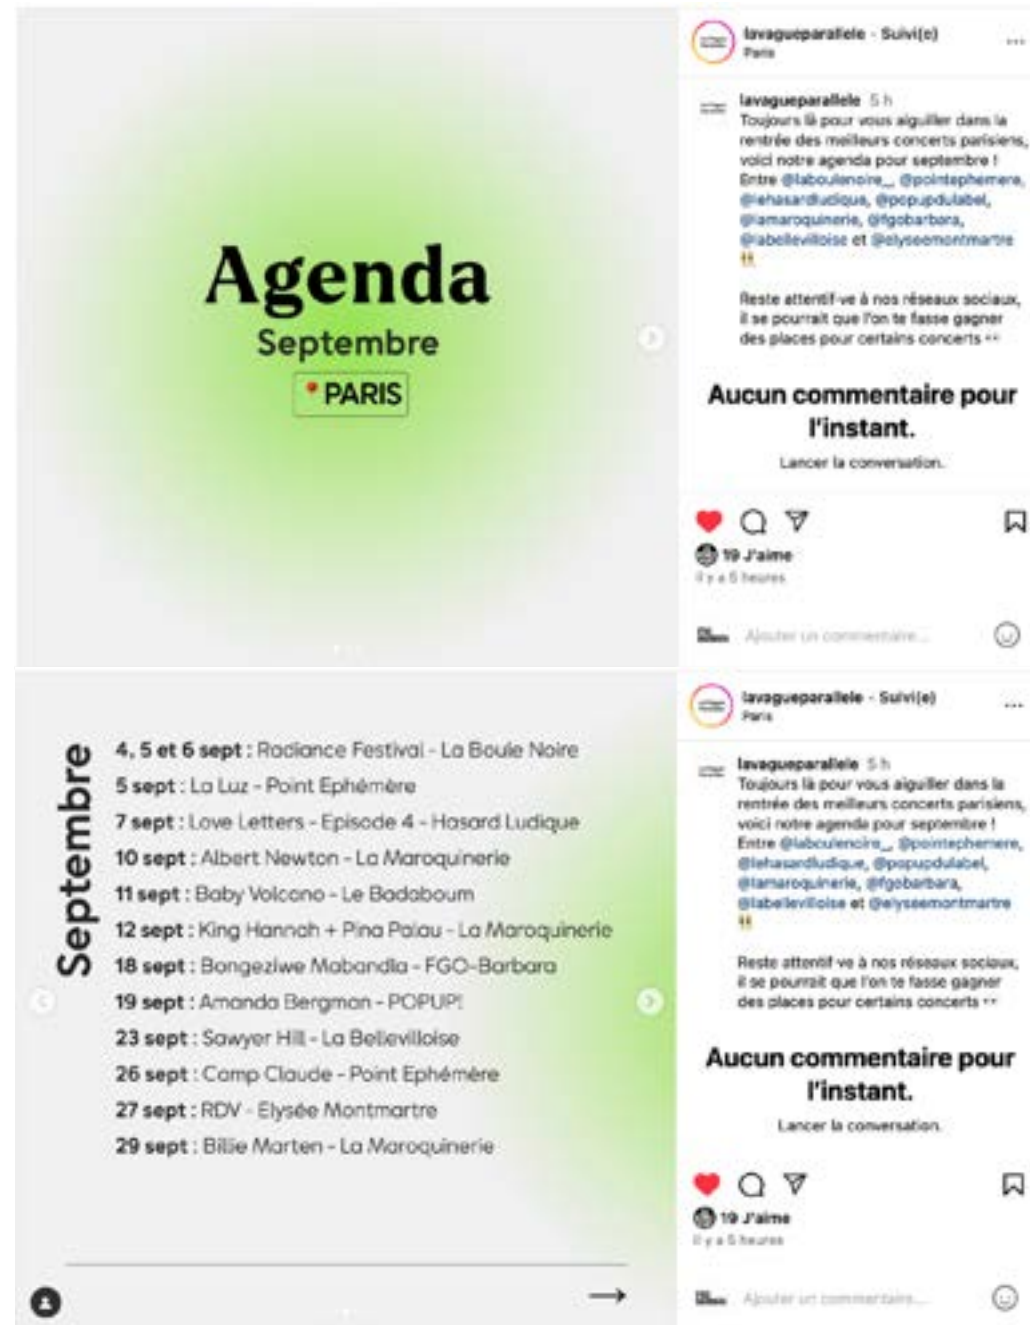 Agenda
Septembre
PARIS
lavagueparallele · Suivi(e)
Paris
lavagueparallele 5 h
Toujours là pour vous aiguiller dans la
rentrée des meilleurs concerts parisiens,
voici notre agenda pour septembre !
Entre @laboulenoire_, @pointephemere,
@lehasardludique, @popupdulabel,
@lamaroquinerie, @fgobarbara,
@labellevilloise et @elyseemontmartre
Reste attentif·ve à nos réseaux sociaux,
il se pourrait que l'on te fasse gagner
des places pour certains concerts
Aucun commentaire pour
l'instant.
Lancer la conversation.
19 J'aime
Il y a 5 heures
Ajouter un commentaire...
Septembre
4, 5 et 6 sept : Radiance Festival - La Boule Noire
5 sept : La Luz - Point Ephémère
7 sept : Love Letters - Episode 4 - Hasard Ludique
10 sept : Albert Newton - La Maroquinerie
11 sept : Baby Volcano - Le Badaboum
12 sept : King Hannah + Pina Palau - La Maroquinerie
18 sept : Bongeziwe Mabandla - FGO-Barbara
19 sept : Amanda Bergman - POPUP!
23 sept : Sawyer Hill - La Bellevilloise
26 sept : Camp Claude - Point Ephémère
27 sept : RDV - Elysée Montmartre
29 sept : Billie Marten - La Maroquinerie
lavagueparallele · Suivi(e)
Paris
lavagueparallele 5 h
Toujours là pour vous aiguiller dans la
rentrée des meilleurs concerts parisiens,
voici notre agenda pour septembre !
Entre @laboulenoire_, @pointephemere,
@lehasardludique, @popupdulabel,
@lamaroquinerie, @fgobarbara,
@labellevilloise et @elyseemontmartre
Reste attentif·ve à nos réseaux sociaux,
il se pourrait que l'on te fasse gagner
des places pour certains concerts
Aucun commentaire pour
l'instant.
Lancer la conversation.
19 J'aime
Il y a 5 heures
Ajouter un commentaire...